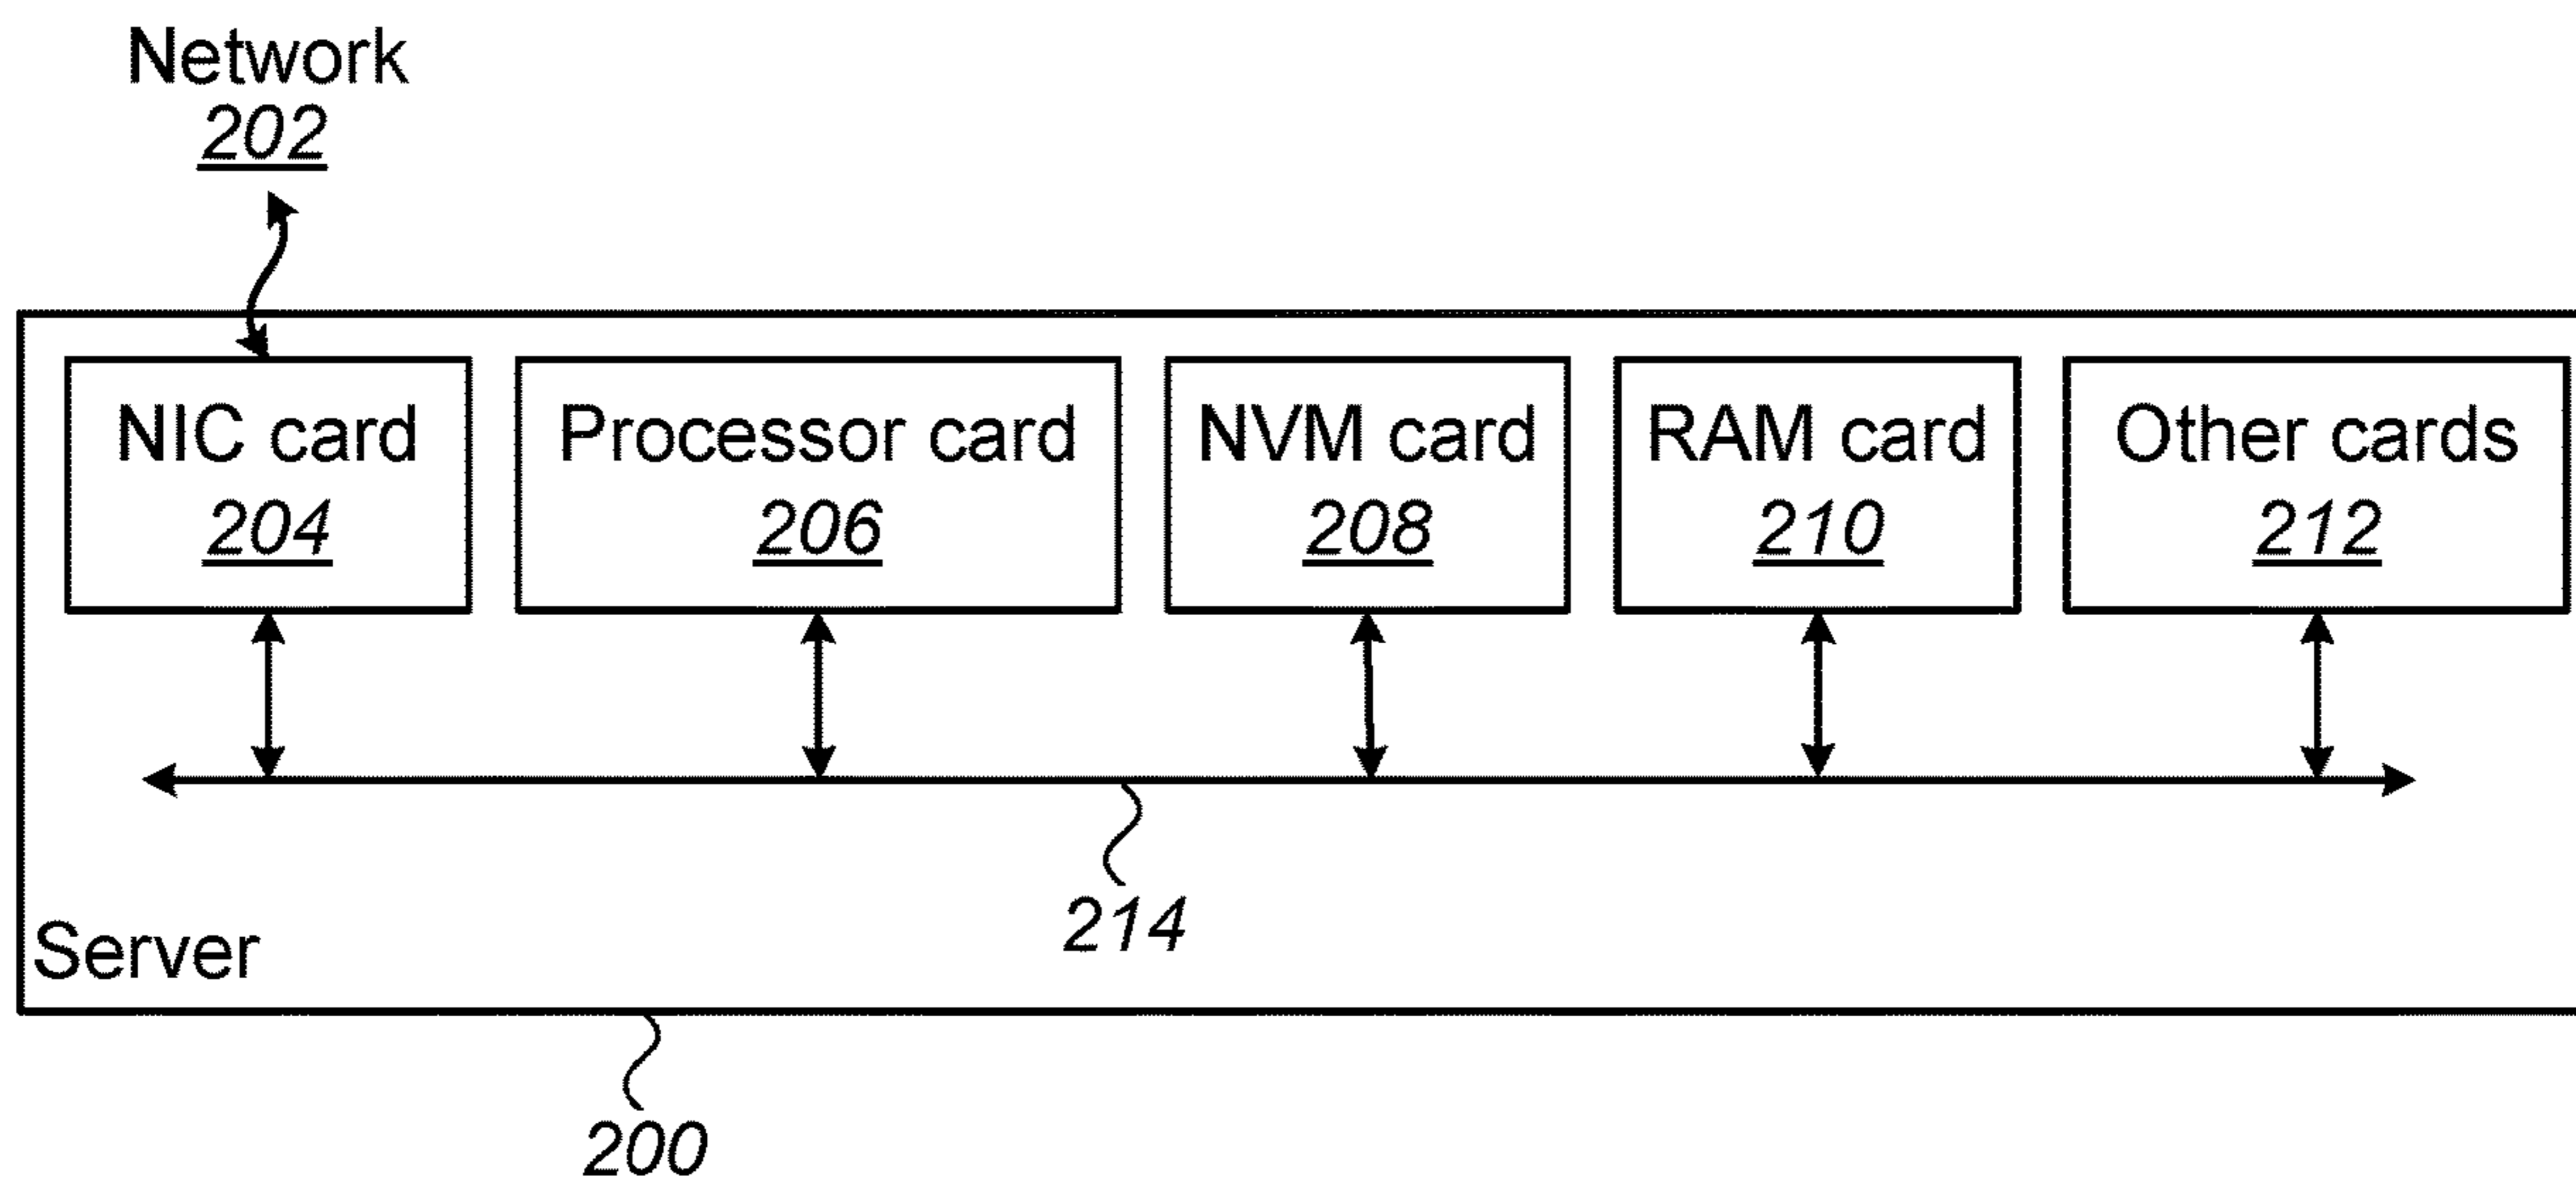 Network
202
NIC card
204
Processor card
206
NVM card
208
RAM card
210
Other cards
212
214
Server
200